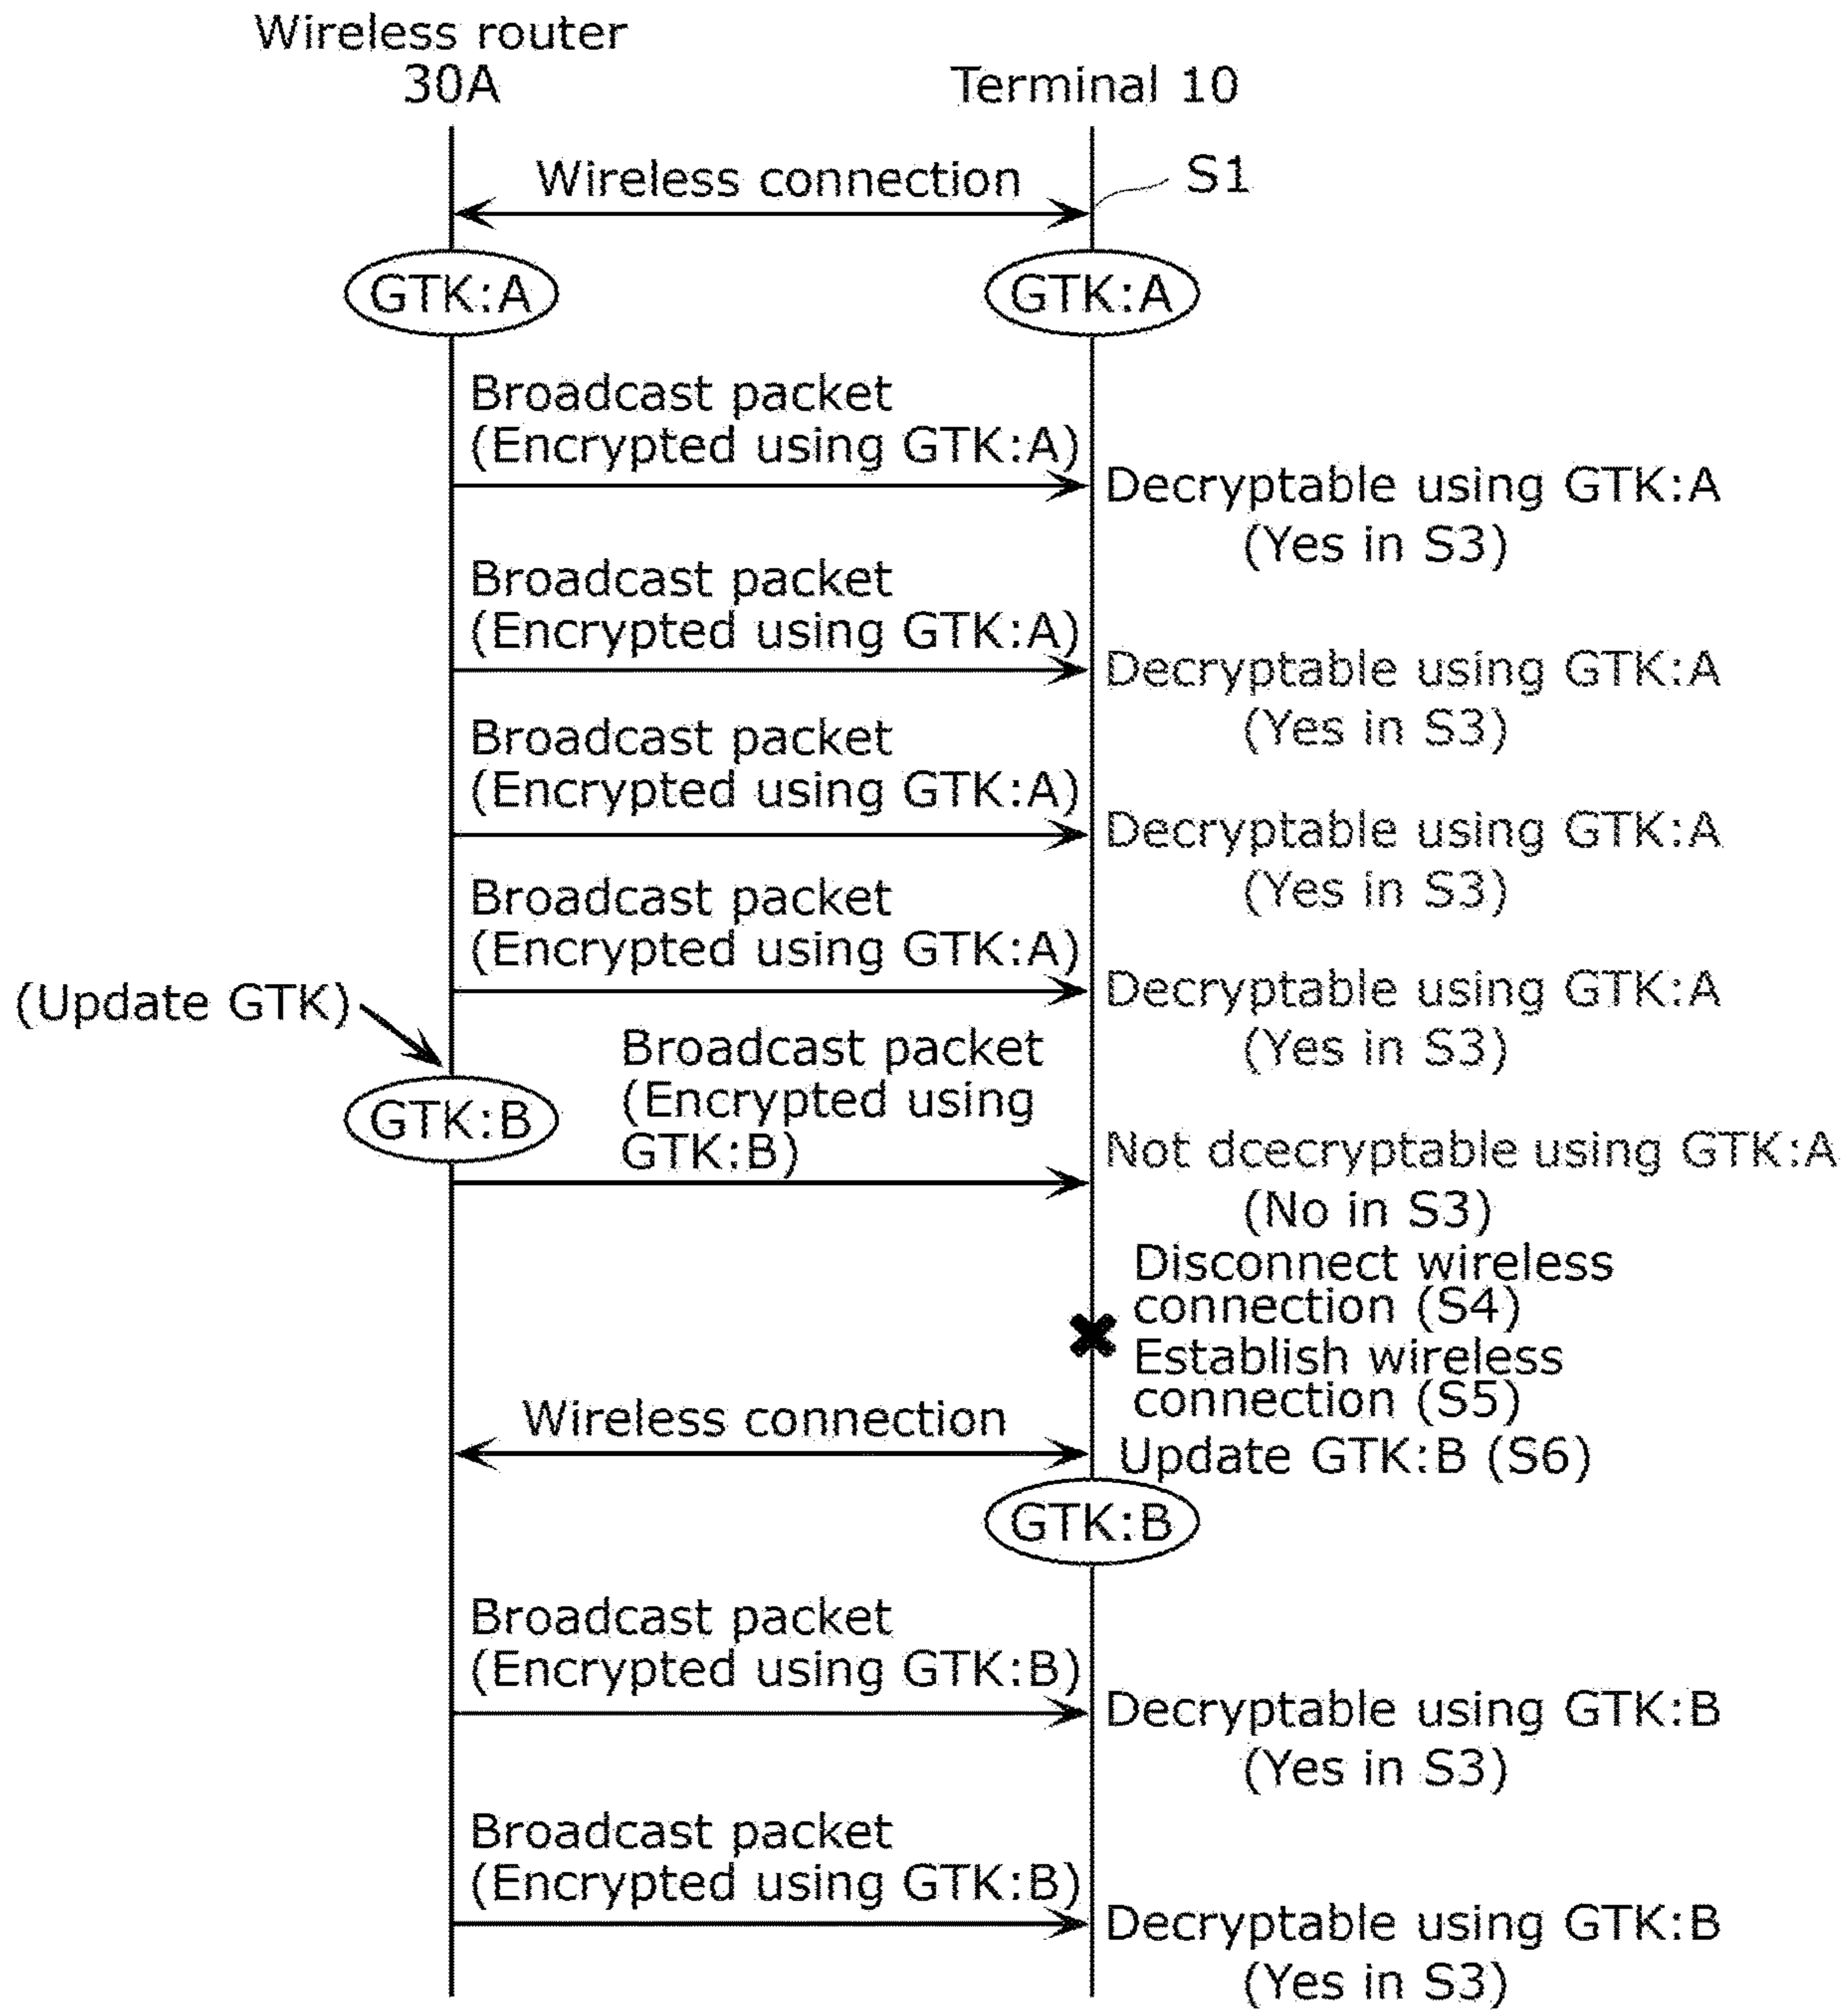 Wireless router
30A
Terminal 10
Wireless connection
S1
GTK:A
GTK:A
Broadcast packet
(Encrypted using GTK:A)
Decryptable using GTK:A
(Yes in S3)
Broadcast packet
(Encrypted using GTK:A)
Decryptable using GTK:A
(Yes in S3)
Broadcast packet
(Encrypted using GTK:A)
Decryptable using GTK:A
(Yes in S3)
Broadcast packet
(Encrypted using GTK:A)
Decryptable using GTK:A
(Yes in S3)
(Update GTK)
GTK:B
Broadcast packet
(Encrypted using
GTK:B)
Not dcecryptable using GTK:A
(No in S3)
Disconnect wireless
connection (S4)
Establish wireless
connection (S5)
Wireless connection
Update GTK:B (S6)
GTK:B
Broadcast packet
(Encrypted using GTK:B)
Decryptable using GTK:B
(Yes in S3)
Broadcast packet
(Encrypted using GTK:B)
Decryptable using GTK:B
(Yes in S3)